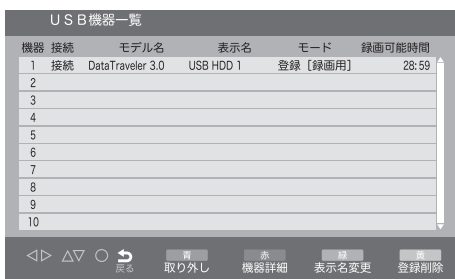 USB機器一覧
機器 接続 モデル名 表示名 モード 録画可能時間
1 接続 DataTraveler 3.0 USB HDD 1 登録 [録画用] 28:59
2
3
4
5
6
7
8
9
10
戻る 青 取り外し 赤 機器詳細 緑 表示名変更 黄 登録削除